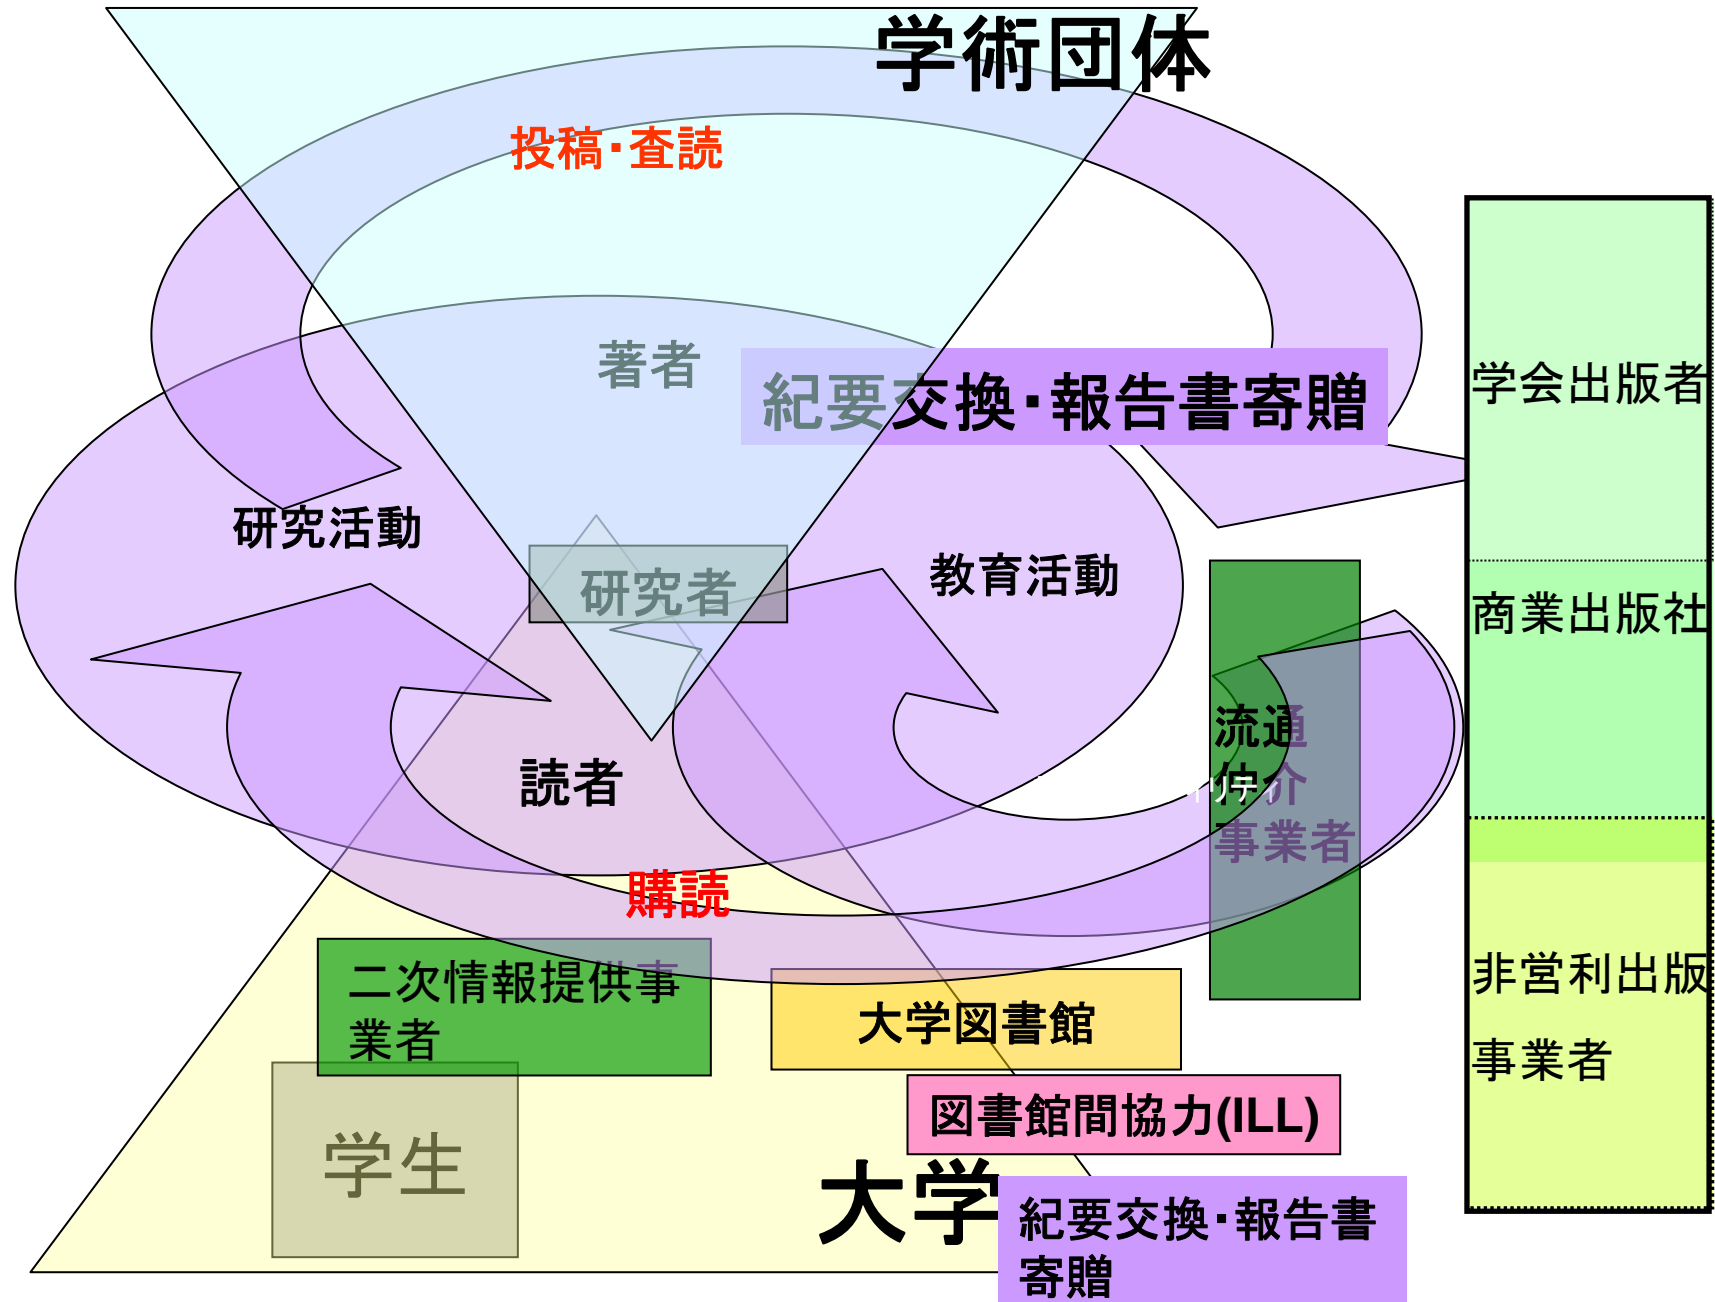 学術団体
投稿・査読
著者
紀要交換・報告書寄贈
学会出版者
研究活動
教育活動
研究者
商業出版社
流通
仲介
事業者
読者
購読
二次情報提供事
業者
大学図書館
非営利出版
事業者
図書館間協力(ILL)
学生
大学
紀要交換・報告書
寄贈